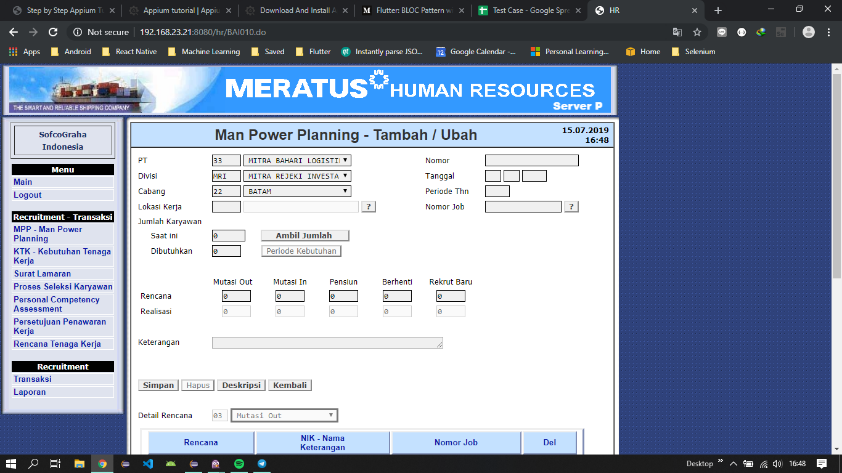 Step by Step Appium Tu
Appium tutorial | Appiu
Download And Install A
Flutter: BLOC Pattern w
Test Case - Google Spre
HR
Not secure | 192.168.23.21:8080/hr/BAI010.do
Apps
Android
React Native
Machine Learning
Saved
Flutter
Instantly parse JSO...
Google Calendar -...
Personal Learning...
Home
Selenium
MERATUS HUMAN RESOURCES
THE SMART AND RELIABLE SHIPPING COMPANY
Server P
SofcoGraha
Indonesia
Menu
Main
Logout
Recruitment - Transaksi
MPP - Man Power
Planning
KTK - Kebutuhan Tenaga
Kerja
Surat Lamaran
Proses Seleksi Karyawan
Personal Competency
Assessment
Persetujuan Penawaran
Kerja
Rencana Tenaga Kerja
Recruitment
Transaksi
Laporan
Man Power Planning - Tambah / Ubah
15.07.2019
16:48
PT 33 MITRA BAHARI LOGISTI
Nomor
Divisi MRI MITRA REJEKI INVESTA
Tanggal
Cabang 22 BATAM
Periode Thn
Lokasi Kerja ?
Nomor Job ?
Jumlah Karyawan
Saat ini 0 Ambil Jumlah
Dibutuhkan 0 Periode Kebutuhan
Mutasi Out Mutasi In Pensiun Berhenti Rekrut Baru
Rencana 0 0 0 0 0
Realisasi 0 0 0 0 0
Keterangan
Simpan Hapus Deskripsi Kembali
Detail Rencana 03 Mutasi Out
Rencana
NIK - Nama
Keterangan
Nomor Job
Del
Desktop
16:48